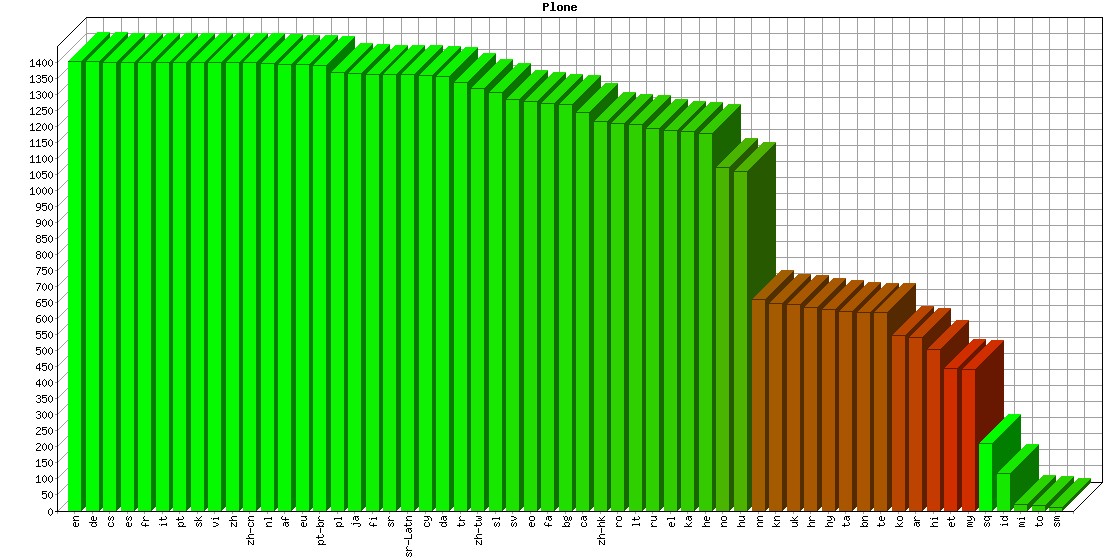 Plone
1400
1350
1300
1250
1200
1150
1100
1050
1000
950
900
850
800
750
700
650
600
550
500
450
400
350
300
250
200
150
100
50
0
en
de
cs
es
fr
it
pt
sk
vi
zh
zh-cn
nl
af
eu
pt-br
pl
ja
fi
sr
sr-Latn
cy
da
tr
zh-tw
sl
sv
eo
fa
bg
ca
zh-hk
ro
lt
ru
el
ka
he
no
hu
nn
kn
uk
hr
hy
ta
bn
te
ko
ar
hi
et
my
sq
id
mi
to
sm